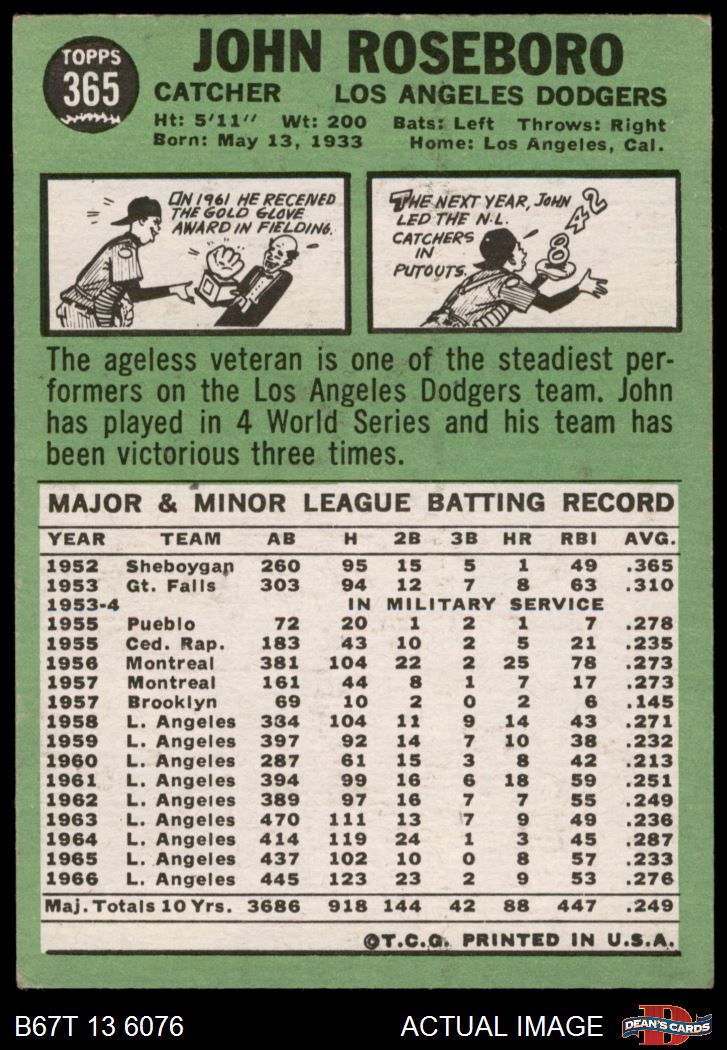 TOPPS
365
JOHN ROSEBORO
CATCHER LOS ANGELES DODGERS
Ht: 5'11" Wt: 200 Bats: Left Throws: Right
Born: May 13, 1933 Home: Los Angeles, Cal.
IN 1961 HE RECEIVED
THE GOLD GLOVE
AWARD IN FIELDING.
THE NEXT YEAR, JOHN
LED THE N.L.
CATCHERS
IN
PUTOUTS.
842
The ageless veteran is one of the steadiest per-
formers on the Los Angeles Dodgers team. John
has played in 4 World Series and his team has
been victorious three times.
MAJOR & MINOR LEAGUE BATTING RECORD
YEAR TEAM AB H 2B 3B HR RBI AVG.
1952 Sheboygan 260 95 15 5 1 49 .365
1953 Gt. Falls 303 94 12 7 8 63 .310
1953-4 IN MILITARY SERVICE
1955 Pueblo 72 20 1 2 1 7 .278
1955 Ced. Rap. 183 43 10 2 5 21 .235
1956 Montreal 381 104 22 2 25 78 .273
1957 Montreal 161 44 8 1 7 17 .273
1957 Brooklyn 69 10 2 0 2 6 .145
1958 L. Angeles 384 104 11 9 14 43 .271
1959 L. Angeles 397 92 14 7 10 38 .232
1960 L. Angeles 287 61 15 3 8 42 .213
1961 L. Angeles 394 99 16 6 18 59 .251
1962 L. Angeles 389 97 16 7 7 55 .249
1963 L. Angeles 470 111 13 7 9 49 .236
1964 L. Angeles 414 119 24 1 3 45 .287
1965 L. Angeles 437 102 10 0 8 57 .233
1966 L. Angeles 445 123 23 2 9 53 .276
Maj. Totals 10 Yrs. 3686 918 144 42 88 447 .249
©T.C.G. PRINTED IN U.S.A.
B67T 13 6076 ACTUAL IMAGE
D
DEAN'S CARDS